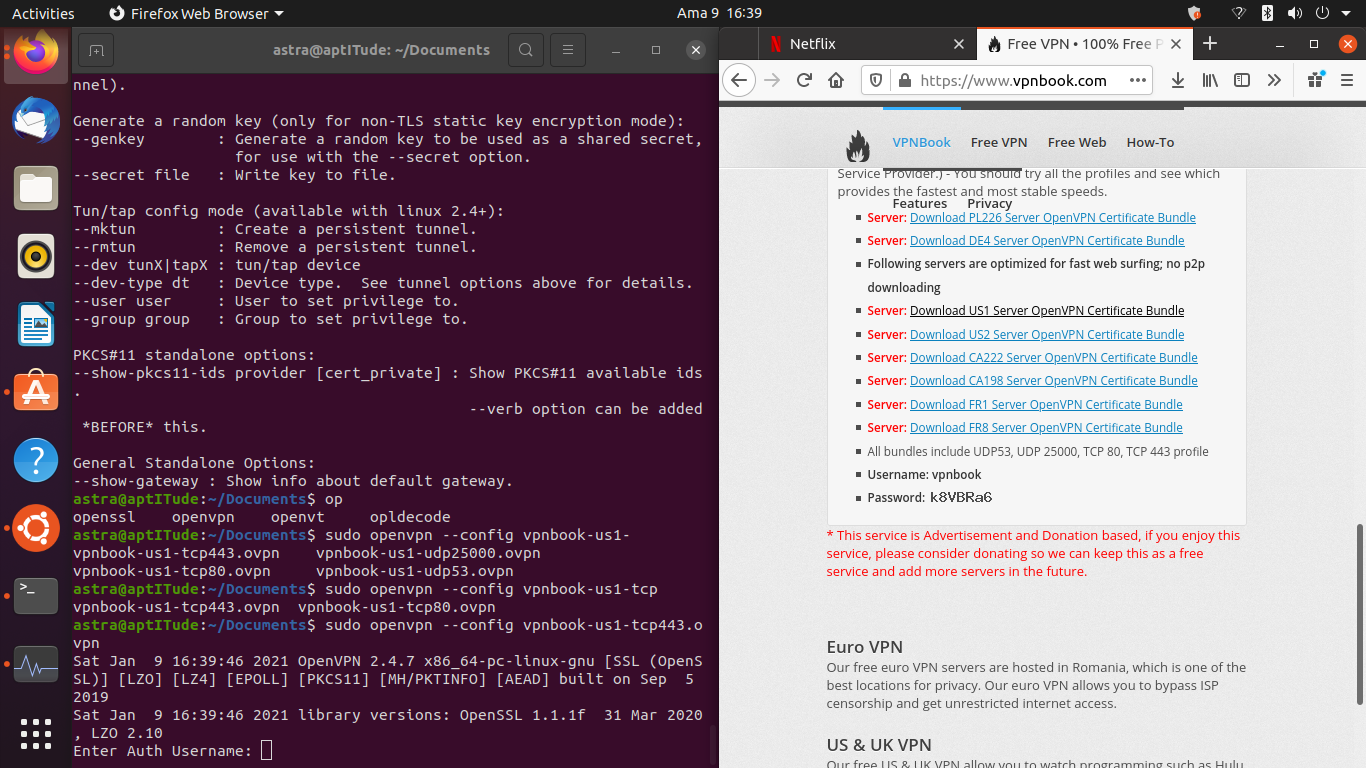 Activities
Firefox Web Browser
Ama 9 16:39
astra@aptITude: ~/Documents
nnel).
Generate a random key (only for non-TLS static key encryption mode):
--genkey        : Generate a random key to be used as a shared secret,
                  for use with the --secret option.
--secret file   : Write key to file.
Tun/tap config mode (available with linux 2.4+):
--mktun         : Create a persistent tunnel.
--rmtun         : Remove a persistent tunnel.
--dev tunX|tapX : tun/tap device
--dev-type dt   : Device type.  See tunnel options above for details.
--user user     : User to set privilege to.
--group group   : Group to set privilege to.
PKCS#11 standalone options:
--show-pkcs11-ids provider [cert_private] : Show PKCS#11 available ids
.
                                            --verb option can be added
 *BEFORE* this.
General Standalone Options:
--show-gateway : Show info about default gateway.
astra@aptITude:~/Documents$ op
openssl    openvpn    openvt     opldecode
astra@aptITude:~/Documents$ sudo openvpn --config vpnbook-us1-
vpnbook-us1-tcp443.ovpn    vpnbook-us1-udp25000.ovpn
vpnbook-us1-tcp80.ovpn     vpnbook-us1-udp53.ovpn
astra@aptITude:~/Documents$ sudo openvpn --config vpnbook-us1-tcp
vpnbook-us1-tcp443.ovpn  vpnbook-us1-tcp80.ovpn
astra@aptITude:~/Documents$ sudo openvpn --config vpnbook-us1-tcp443.o
vpn
Sat Jan  9 16:39:46 2021 OpenVPN 2.4.7 x86_64-pc-linux-gnu [SSL (OpenS
SL)] [LZO] [LZ4] [EPOLL] [PKCS11] [MH/PKTINFO] [AEAD] built on Sep  5
2019
Sat Jan  9 16:39:46 2021 library versions: OpenSSL 1.1.1f  31 Mar 2020
, LZO 2.10
Enter Auth Username:
Netflix
Free VPN • 100% Free P
https://www.vpnbook.com
VPNBook
Free VPN
Free Web
How-To
Service Provider.) - You should try all the profiles and see which
provides the fastest and most stable speeds.
Features
Privacy
Server: Download PL226 Server OpenVPN Certificate Bundle
Server: Download DE4 Server OpenVPN Certificate Bundle
Following servers are optimized for fast web surfing; no p2p
downloading
Server: Download US1 Server OpenVPN Certificate Bundle
Server: Download US2 Server OpenVPN Certificate Bundle
Server: Download CA222 Server OpenVPN Certificate Bundle
Server: Download CA198 Server OpenVPN Certificate Bundle
Server: Download FR1 Server OpenVPN Certificate Bundle
Server: Download FR8 Server OpenVPN Certificate Bundle
All bundles include UDP53, UDP 25000, TCP 80, TCP 443 profile
Username: vpnbook
Password: k8VBRa6
* This service is Advertisement and Donation based, if you enjoy this
service, please consider donating so we can keep this as a free
service and add more servers in the future.
Euro VPN
Our free euro VPN servers are hosted in Romania, which is one of the
best locations for privacy. Our euro VPN allows you to bypass ISP
censorship and get unrestricted internet access.
US & UK VPN
Our free US & UK VPN allow you to watch programming such as Hulu